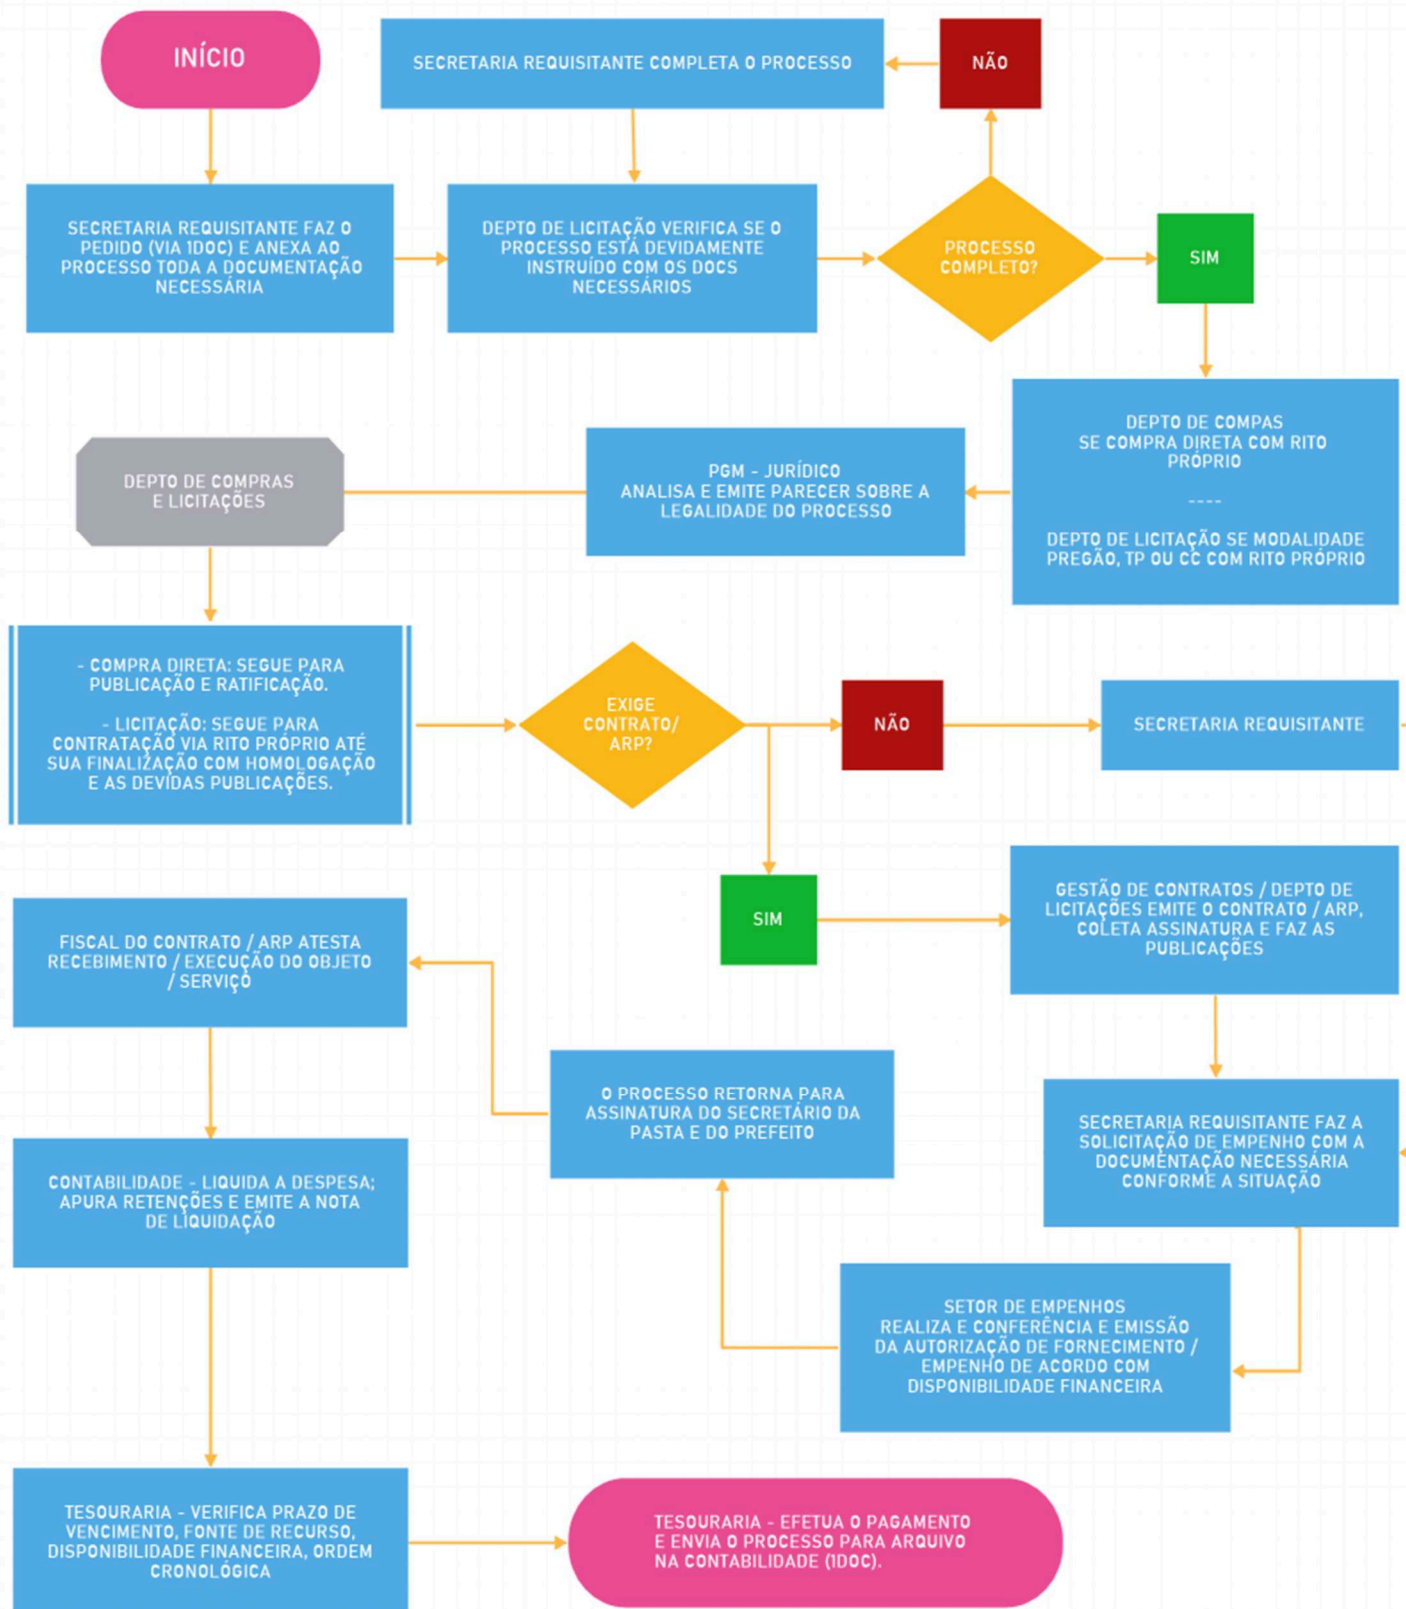 INÍCIO
SECRETARIA REQUISITANTE COMPLETA O PROCESSO
NÃO
SECRETARIA REQUISITANTE FAZ O
PEDIDO (VIA 1DOC) E ANEXA AO
PROCESSO TODA A DOCUMENTAÇÃO
NECESSÁRIA
DEPTO DE LICITAÇÃO VERIFICA SE O
PROCESSO ESTÁ DEVIDAMENTE
INSTRUÍDO COM OS DOCS
NECESSÁRIOS
PROCESSO
COMPLETO?
SIM
DEPTO DE COMPAS
SE COMPRA DIRETA COM RITO
PRÓPRIO
----
DEPTO DE LICITAÇÃO SE MODALIDADE
PREGÃO, TP OU CC COM RITO PRÓPRIO
PGM - JURÍDICO
ANALISA E EMITE PARECER SOBRE A
LEGALIDADE DO PROCESSO
DEPTO DE COMPRAS
E LICITAÇÕES
- COMPRA DIRETA: SEGUE PARA
PUBLICAÇÃO E RATIFICAÇÃO.
- LICITAÇÃO: SEGUE PARA
CONTRATAÇÃO VIA RITO PRÓPRIO ATÉ
SUA FINALIZAÇÃO COM HOMOLOGAÇÃO
E AS DEVIDAS PUBLICAÇÕES.
EXIGE
CONTRATO/
ARP?
NÃO
SECRETARIA REQUISITANTE
SIM
GESTÃO DE CONTRATOS / DEPTO DE
LICITAÇÕES EMITE O CONTRATO / ARP,
COLETA ASSINATURA E FAZ AS
PUBLICAÇÕES
SECRETARIA REQUISITANTE FAZ A
SOLICITAÇÃO DE EMPENHO COM A
DOCUMENTAÇÃO NECESSÁRIA
CONFORME A SITUAÇÃO
SETOR DE EMPENHOS
REALIZA E CONFERÊNCIA E EMISSÃO
DA AUTORIZAÇÃO DE FORNECIMENTO /
EMPENHO DE ACORDO COM
DISPONIBILIDADE FINANCEIRA
O PROCESSO RETORNA PARA
ASSINATURA DO SECRETÁRIO DA
PASTA E DO PREFEITO
FISCAL DO CONTRATO / ARP ATESTA
RECEBIMENTO / EXECUÇÃO DO OBJETO
/ SERVIÇO
CONTABILIDADE - LIQUIDA A DESPESA;
APURA RETENÇÕES E EMITE A NOTA
DE LIQUIDAÇÃO
TESOURARIA - VERIFICA PRAZO DE
VENCIMENTO, FONTE DE RECURSO,
DISPONIBILIDADE FINANCEIRA, ORDEM
CRONOLÓGICA
TESOURARIA - EFETUA O PAGAMENTO
E ENVIA O PROCESSO PARA ARQUIVO
NA CONTABILIDADE (1DOC).